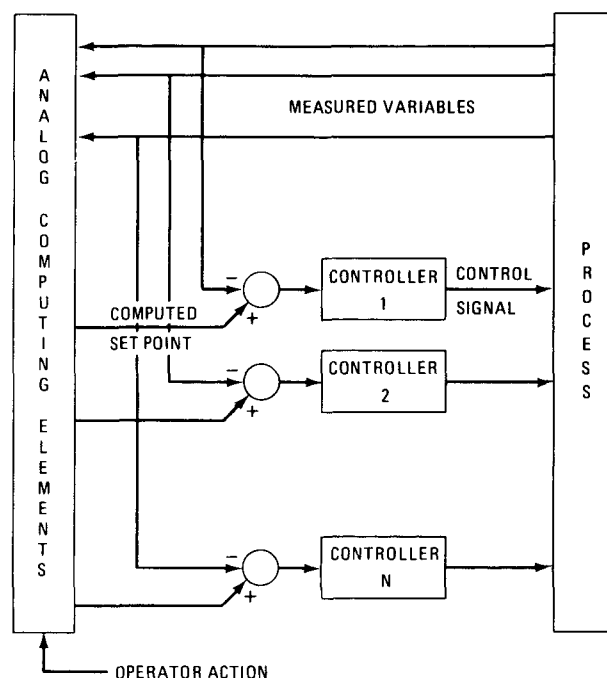 ANALOG COMPUTING ELEMENTS
MEASURED VARIABLES
PROCESS
CONTROLLER
1
CONTROL
SIGNAL
−
+
COMPUTED
SET POINT
CONTROLLER
2
−
+
CONTROLLER
N
−
+
OPERATOR ACTION